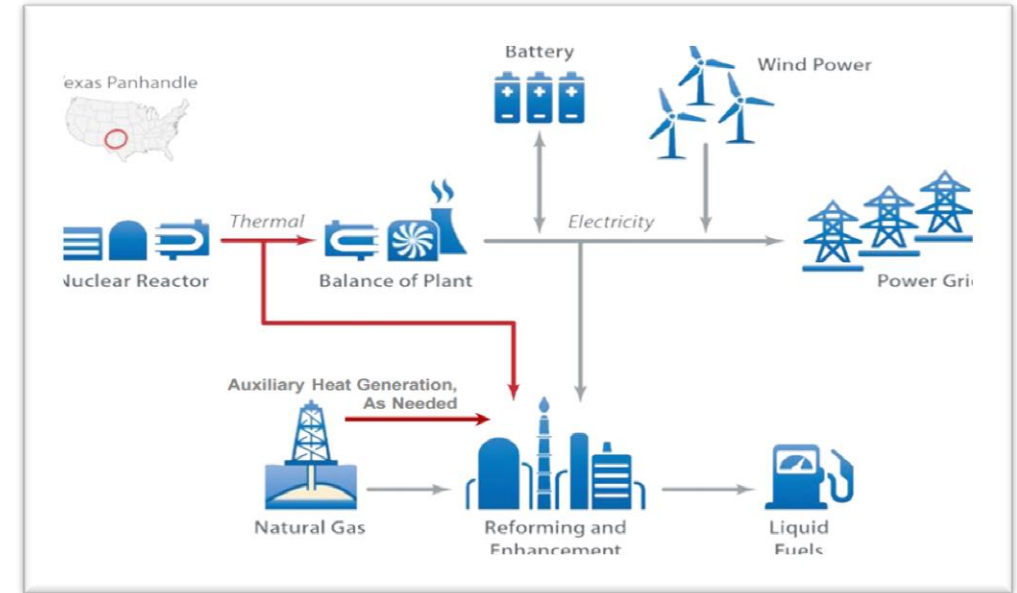 Battery
Wind Power
exas Panhandle
Thermal
Electricity
Nuclear Reactor
Balance of Plant
Power Gri
Auxiliary Heat Generation,
As Needed
Natural Gas
Reforming and
Enhancement
Liquid
Fuels